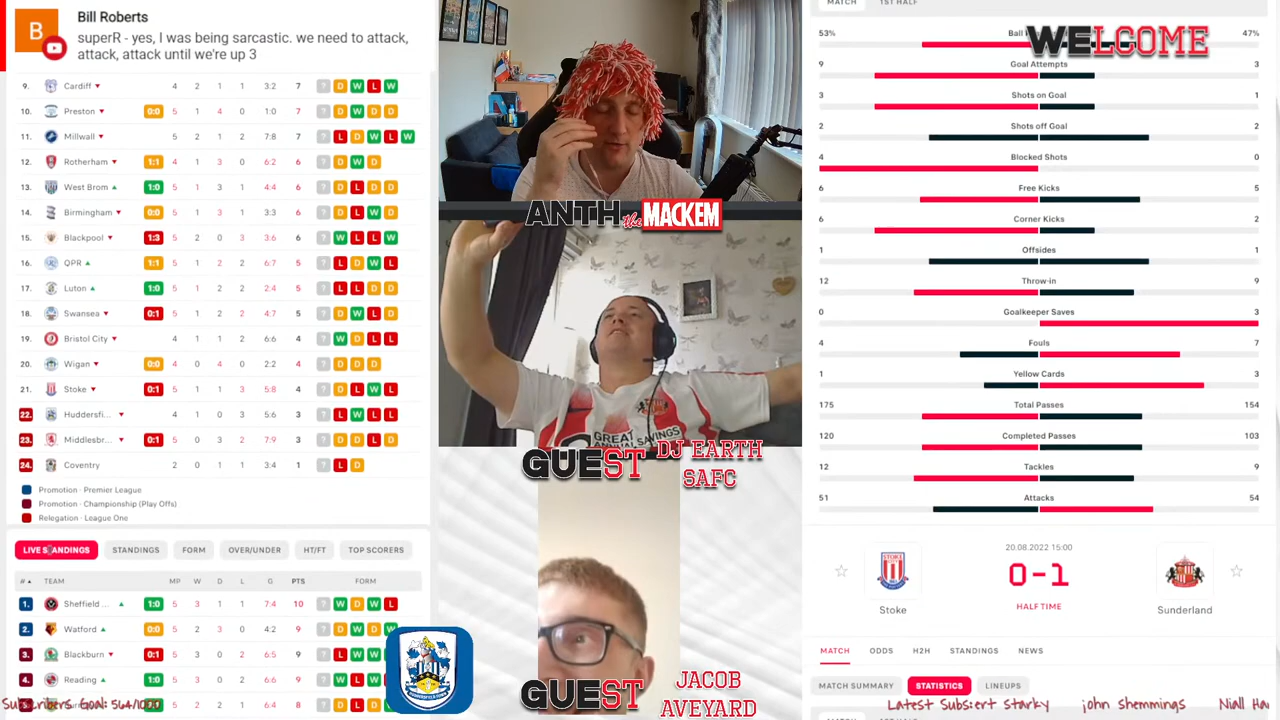 Bill Roberts
superR - yes, I was being sarcastic. we need to attack,
attack, attack until we're up 3
9. Cardiff 4 2 1 1 3:2 7 ? D W L W
10. Preston 0:0 5 1 4 0 1:0 7 ? D W D D
11. Millwall 5 2 1 2 7:8 7 ? L D W L W
12. Rotherham 1:1 4 1 3 0 6:2 6 ? D W D
13. West Brom 1:0 5 1 3 1 4:4 6 ? D L D D
14. Birmingham 0:0 5 1 3 3:3 6 ? D L W D
15. Blackpool 1:3 5 2 0 3:6 6 ? W L L W
16. QPR 1:1 5 1 2 2 6:7 5 ? L D W L
17. Luton 1:0 5 1 2 2 2:4 5 ? L L D D
18. Swansea 0:1 5 1 2 2 4:7 5 ? D W L D
19. Bristol City 4 1 1 2 6:6 4 ? W D L L
20. Wigan 0:0 4 0 4 0 2:2 4 ? D D D
21. Stoke 0:1 5 1 1 3 5:8 4 ? L D W L
22. Huddersfi... 4 1 0 3 5:6 3 ? L W L L
23. Middlesbr... 0:1 5 0 3 2 7:9 3 ? D D L D
24. Coventry 2 0 1 1 3:4 1 ? L D
Promotion - Premier League
Promotion - Championship (Play Offs)
Relegation - League One
LIVE STANDINGS STANDINGS FORM OVER/UNDER HT/FT TOP SCORERS
# TEAM MP W D L G PTS FORM
1. Sheffield ... 1:0 5 3 1 1 7:4 10 ? W D W L
2. Watford 0:0 5 2 3 0 4:2 9 ? D W D W
3. Blackburn 0:1 5 3 0 2 6:5 9 ? L W W
4. Reading 1:0 5 3 2 6:6 9 ? W L W L
Subscribers Goal: 564/1000
ANTH the MACKEM
GREAT
ANNUAL SAVINGS
GUEST DJ EARTH
SAFC
GUEST JACOB
AVEYARD
MATCH 1ST HALF
WELCOME
53% Ball 47%
9 Goal Attempts 3
3 Shots on Goal 1
2 Shots off Goal 2
4 Blocked Shots 0
6 Free Kicks 5
6 Corner Kicks 2
1 Offsides 1
12 Throw-in 9
0 Goalkeeper Saves 3
4 Fouls 7
1 Yellow Cards 3
175 Total Passes 154
120 Completed Passes 103
12 Tackles 9
51 Attacks 54
20.08.2022 15:00
0-1
HALF TIME
Stoke Sunderland
MATCH ODDS H2H STANDINGS NEWS
MATCH SUMMARY STATISTICS LINEUPS
Latest Subs:ert Starky john shemmings Niall Ha